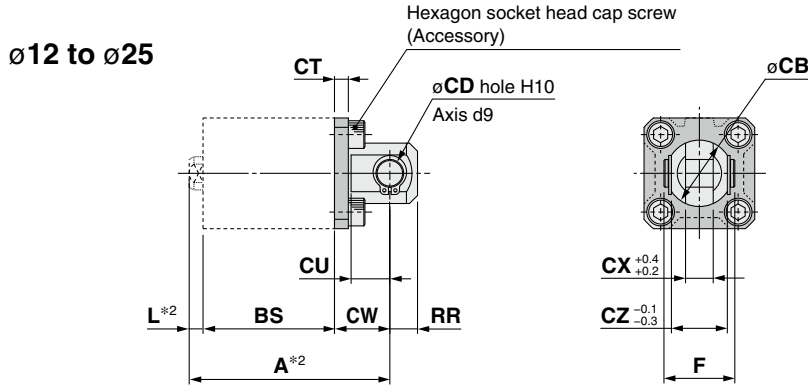 Hexagon socket head cap screw
(Accessory)
ø12 to ø25
CT
øCD hole H10
Axis d9
øCB
CU
CX +0.4 +0.2
L*2
BS
CW
RR
CZ −0.1 −0.3
A*2
F